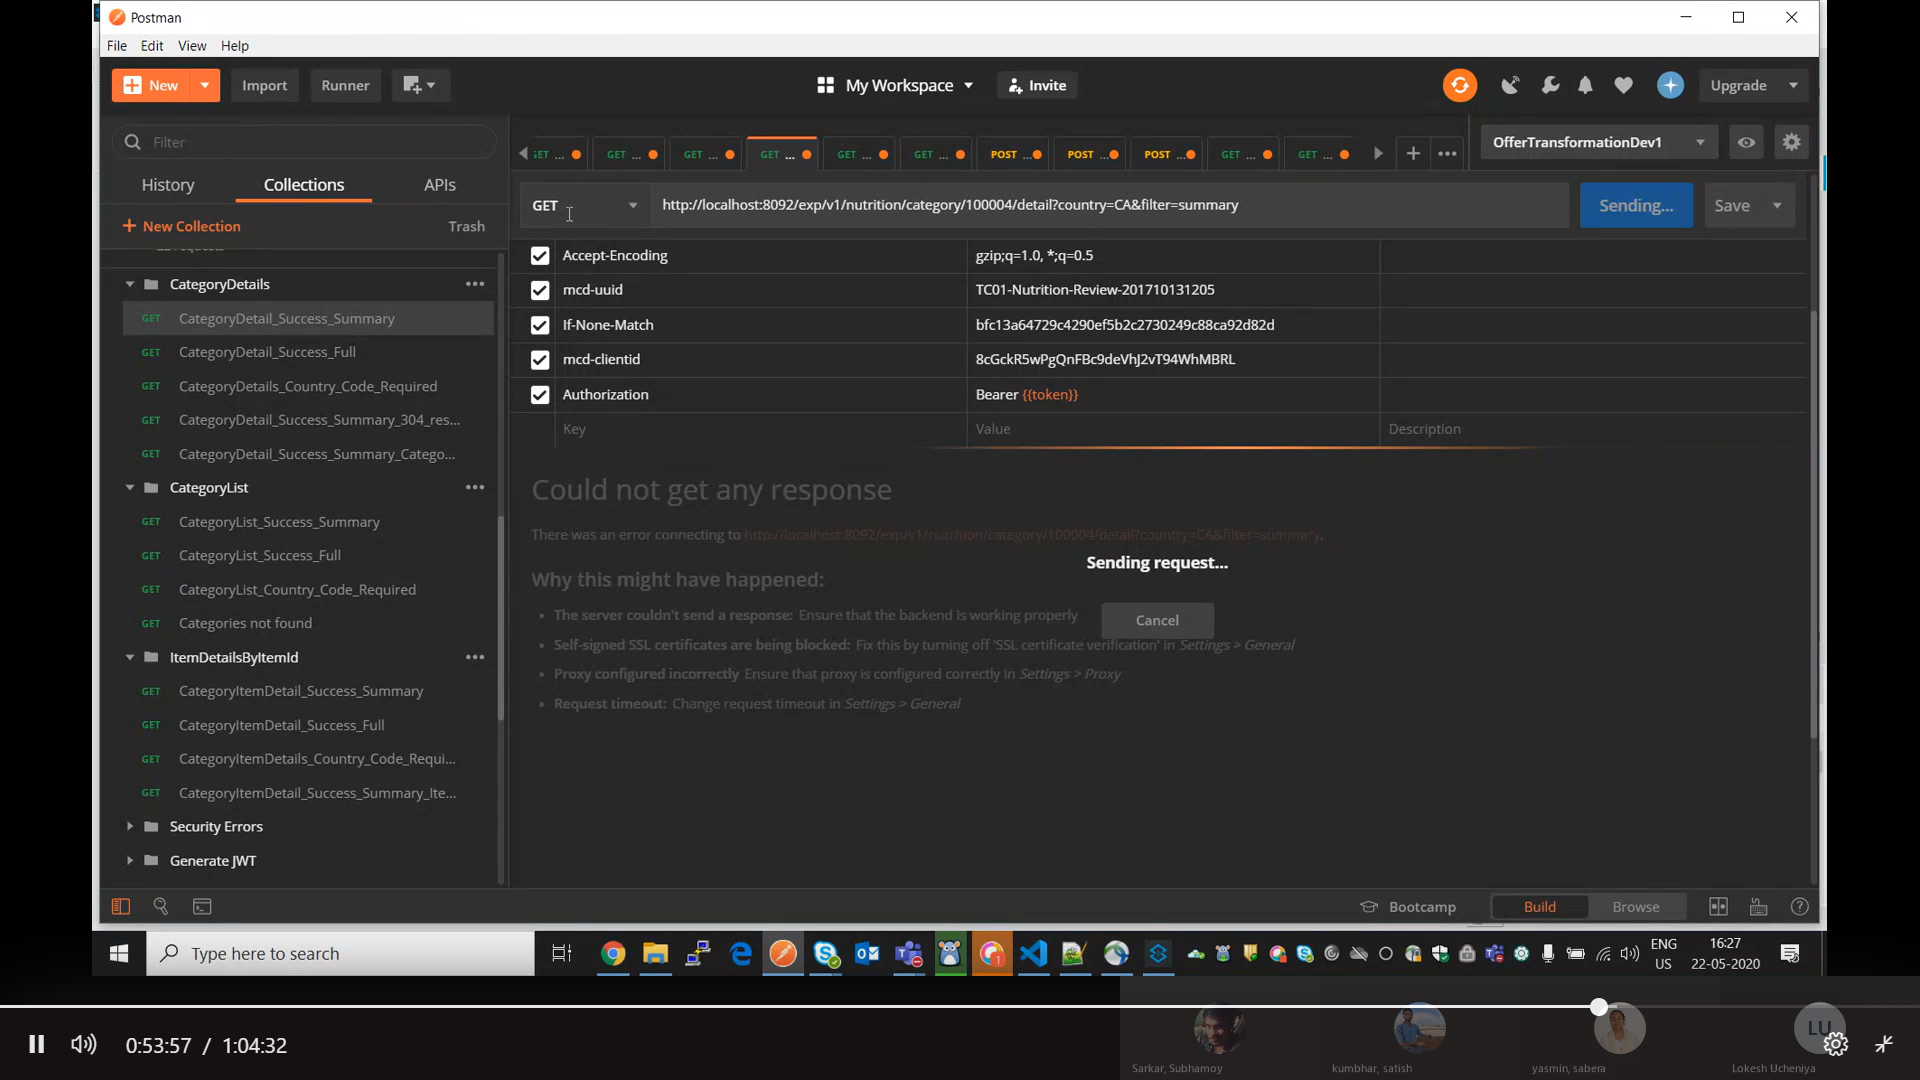 Postman
File Edit View Help
New Import Runner My Workspace Invite Upgrade
Filter
GET ... GET ... GET ... GET ... GET ... GET ... POST ... POST ... POST ... GET ... GET ... OfferTransformationDev1
History Collections APIs
GET http://localhost:8092/exp/v1/nutrition/category/100004/detail?country=CA&filter=summary Sending... Save
New Collection Trash
Accept-Encoding gzip;q=1.0, *;q=0.5
CategoryDetails
mcd-uuid TC01-Nutrition-Review-201710131205
GET CategoryDetail_Success_Summary
If-None-Match bfc13a64729c4290ef5b2c2730249c88ca92d82d
GET CategoryDetail_Success_Full
mcd-clientid 8cGckR5wPgQnFBc9deVhJ2vT94WhMBRL
GET CategoryDetails_Country_Code_Required
Authorization Bearer {{token}}
GET CategoryDetail_Success_Summary_304_res...
Key Value Description
GET CategoryDetail_Success_Summary_Catego...
CategoryList
Could not get any response
GET CategoryList_Success_Summary
There was an error connecting to http://localhost:8092/exp/v1/nutrition/category/100004/detail?country=CA&filter=summary.
GET CategoryList_Success_Full
Sending request...
Why this might have happened:
GET CategoryList_Country_Code_Required
The server couldn't send a response: Ensure that the backend is working properly
Cancel
GET Categories not found
Self-signed SSL certificates are being blocked: Fix this by turning off 'SSL certificate verification' in Settings > General
ItemDetailsByItemId
Proxy configured incorrectly Ensure that proxy is configured correctly in Settings > Proxy
GET CategoryItemDetail_Success_Summary
Request timeout: Change request timeout in Settings > General
GET CategoryItemDetail_Success_Full
GET CategoryItemDetails_Country_Code_Requi...
GET CategoryItemDetail_Success_Summary_Ite...
Security Errors
Generate JWT
Bootcamp Build Browse
Type here to search
ENG 16:27
US 22-05-2020
0:53:57 / 1:04:32
LU
Sarkar, Subhamoy kumbhar, satish yasmin, sabera Lokesh Ucheniya